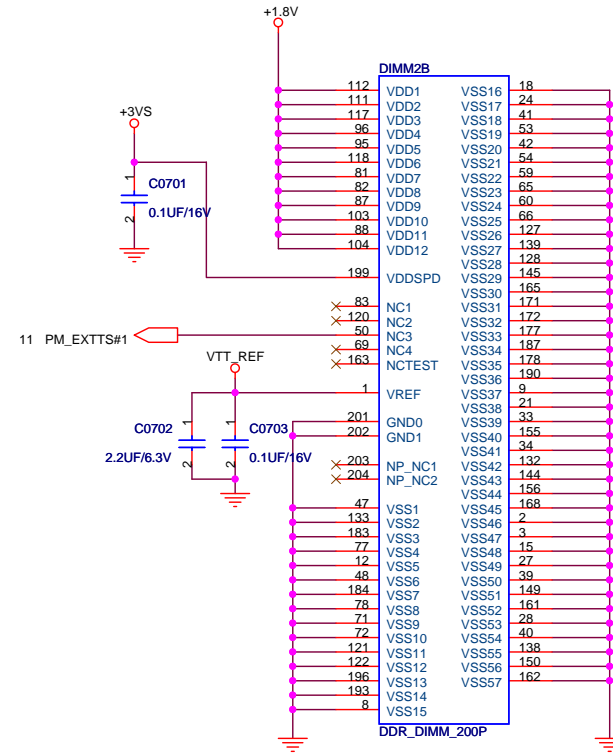 +1.8V
DIMM2B
112 VDD1 VSS16 18
111 VDD2 VSS17 24
117 VDD3 VSS18 41
96 VDD4 VSS19 53
95 VDD5 VSS20 42
118 VDD6 VSS21 54
81 VDD7 VSS22 59
82 VDD8 VSS23 65
87 VDD9 VSS24 60
103 VDD10 VSS25 66
88 VDD11 VSS26 127
104 VDD12 VSS27 139
VSS28 128
+3VS
1
C0701
0.1UF/16V
2
199 VDDSPD VSS29 145
VSS30 165
83 NC1 VSS31 171
120 NC2 VSS32 172
11 PM_EXTTS#1 50 NC3 VSS33 177
69 NC4 VSS34 187
163 NCTEST VSS35 178
VSS36 190
VTT_REF
1 VREF VSS37 9
VSS38 21
201 GND0 VSS39 33
202 GND1 VSS40 155
VSS41 34
1
C0702
2.2UF/6.3V
2
1
C0703
0.1UF/16V
2
203 NP_NC1 VSS42 132
204 NP_NC2 VSS43 144
VSS44 156
47 VSS1 VSS45 168
133 VSS2 VSS46 2
183 VSS3 VSS47 3
77 VSS4 VSS48 15
12 VSS5 VSS49 27
48 VSS6 VSS50 39
184 VSS7 VSS51 149
78 VSS8 VSS52 161
71 VSS9 VSS53 28
72 VSS10 VSS54 40
121 VSS11 VSS55 138
122 VSS12 VSS56 150
196 VSS13 VSS57 162
193 VSS14
8 VSS15
DDR_DIMM_200P